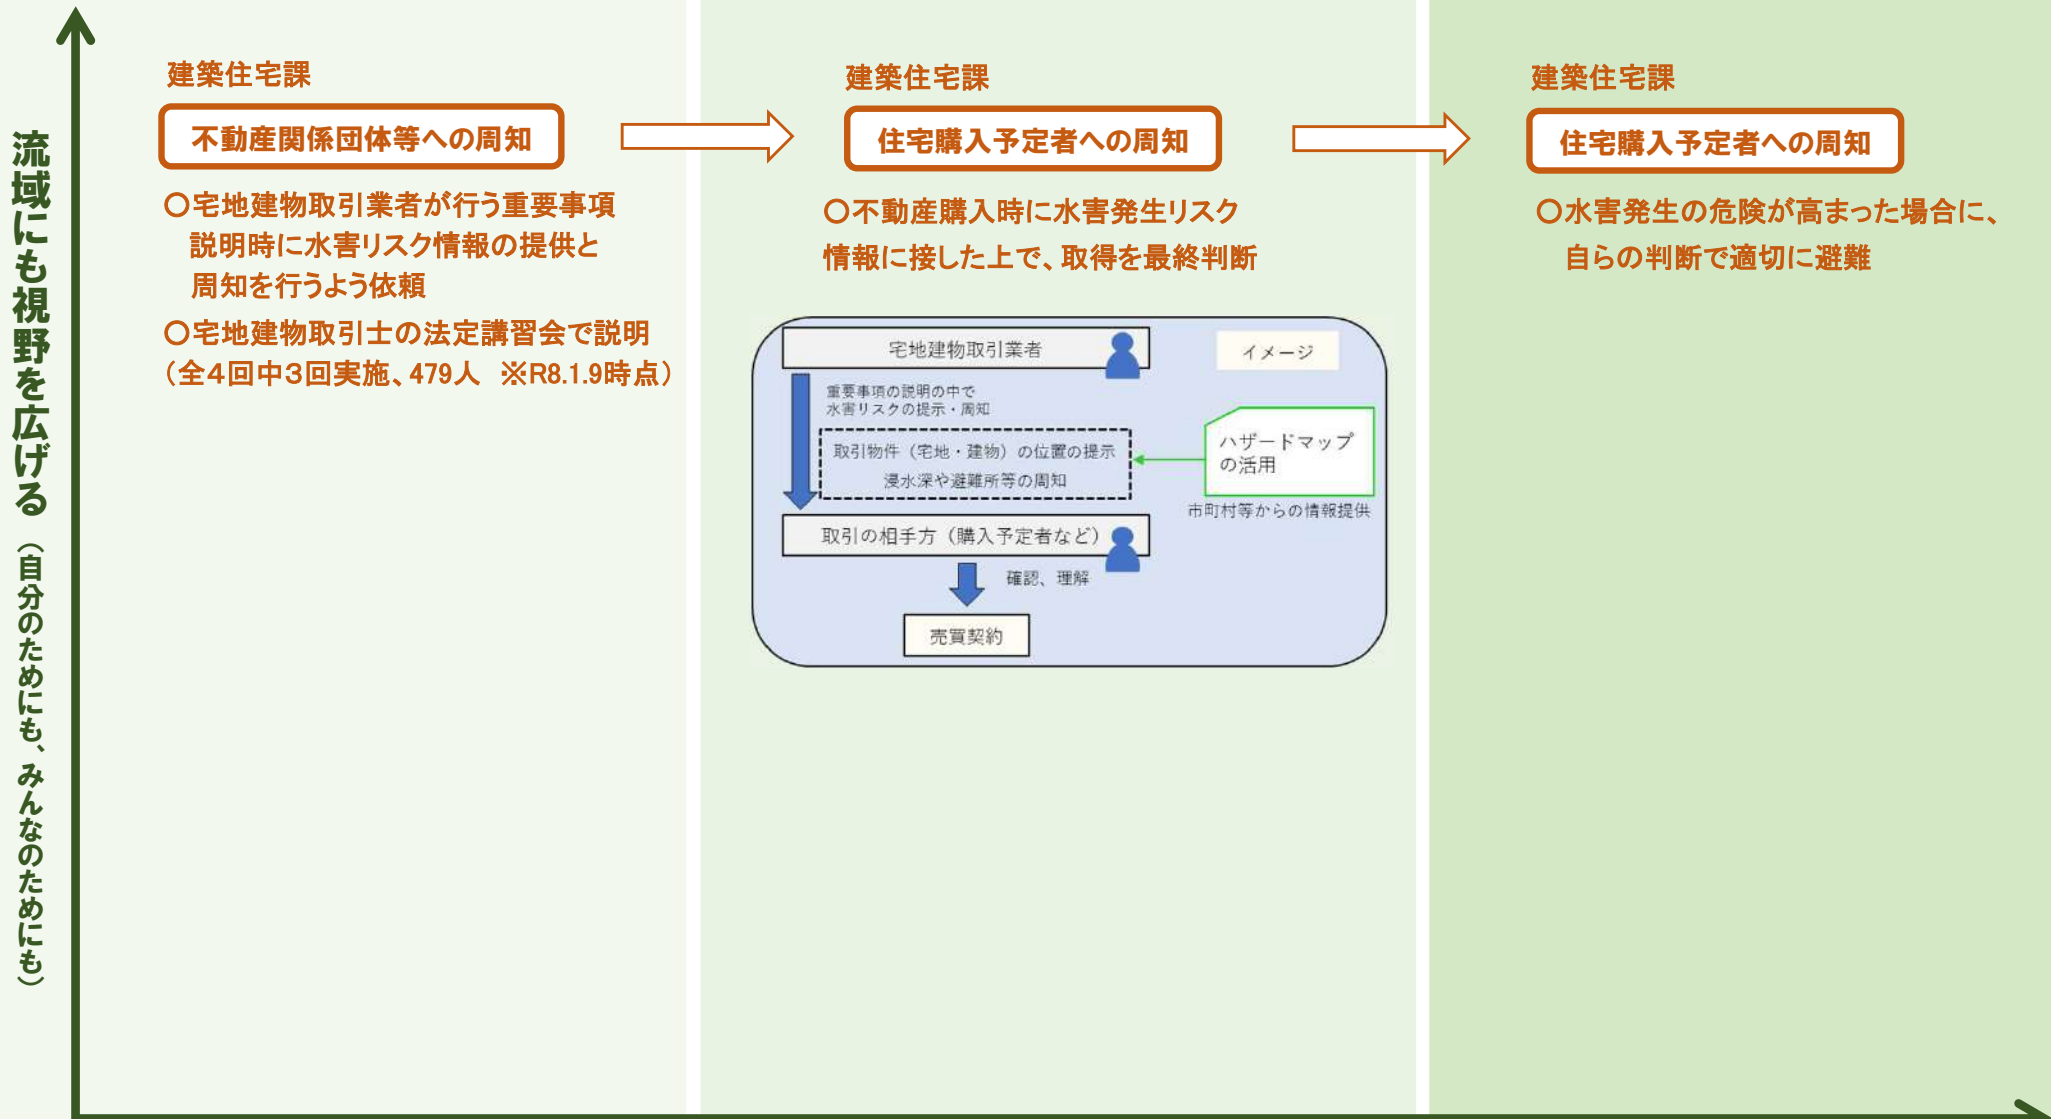 流域にも視野を広げる（自分のためにも、みんなのためにも）
建築住宅課
不動産関係団体等への周知
〇宅地建物取引業者が行う重要事項
説明時に水害リスク情報の提供と
周知を行うよう依頼
〇宅地建物取引士の法定講習会で説明
（全４回中３回実施、479人　※R8.1.9時点）
建築住宅課
住宅購入予定者への周知
〇不動産購入時に水害発生リスク
情報に接した上で、取得を最終判断
宅地建物取引業者
イメージ
重要事項の説明の中で
水害リスクの提示・周知
取引物件（宅地・建物）の位置の提示
浸水深や避難所等の周知
ハザードマップ
の活用
市町村等からの情報提供
取引の相手方（購入予定者など）
確認、理解
売買契約
建築住宅課
住宅購入予定者への周知
〇水害発生の危険が高まった場合に、
自らの判断で適切に避難